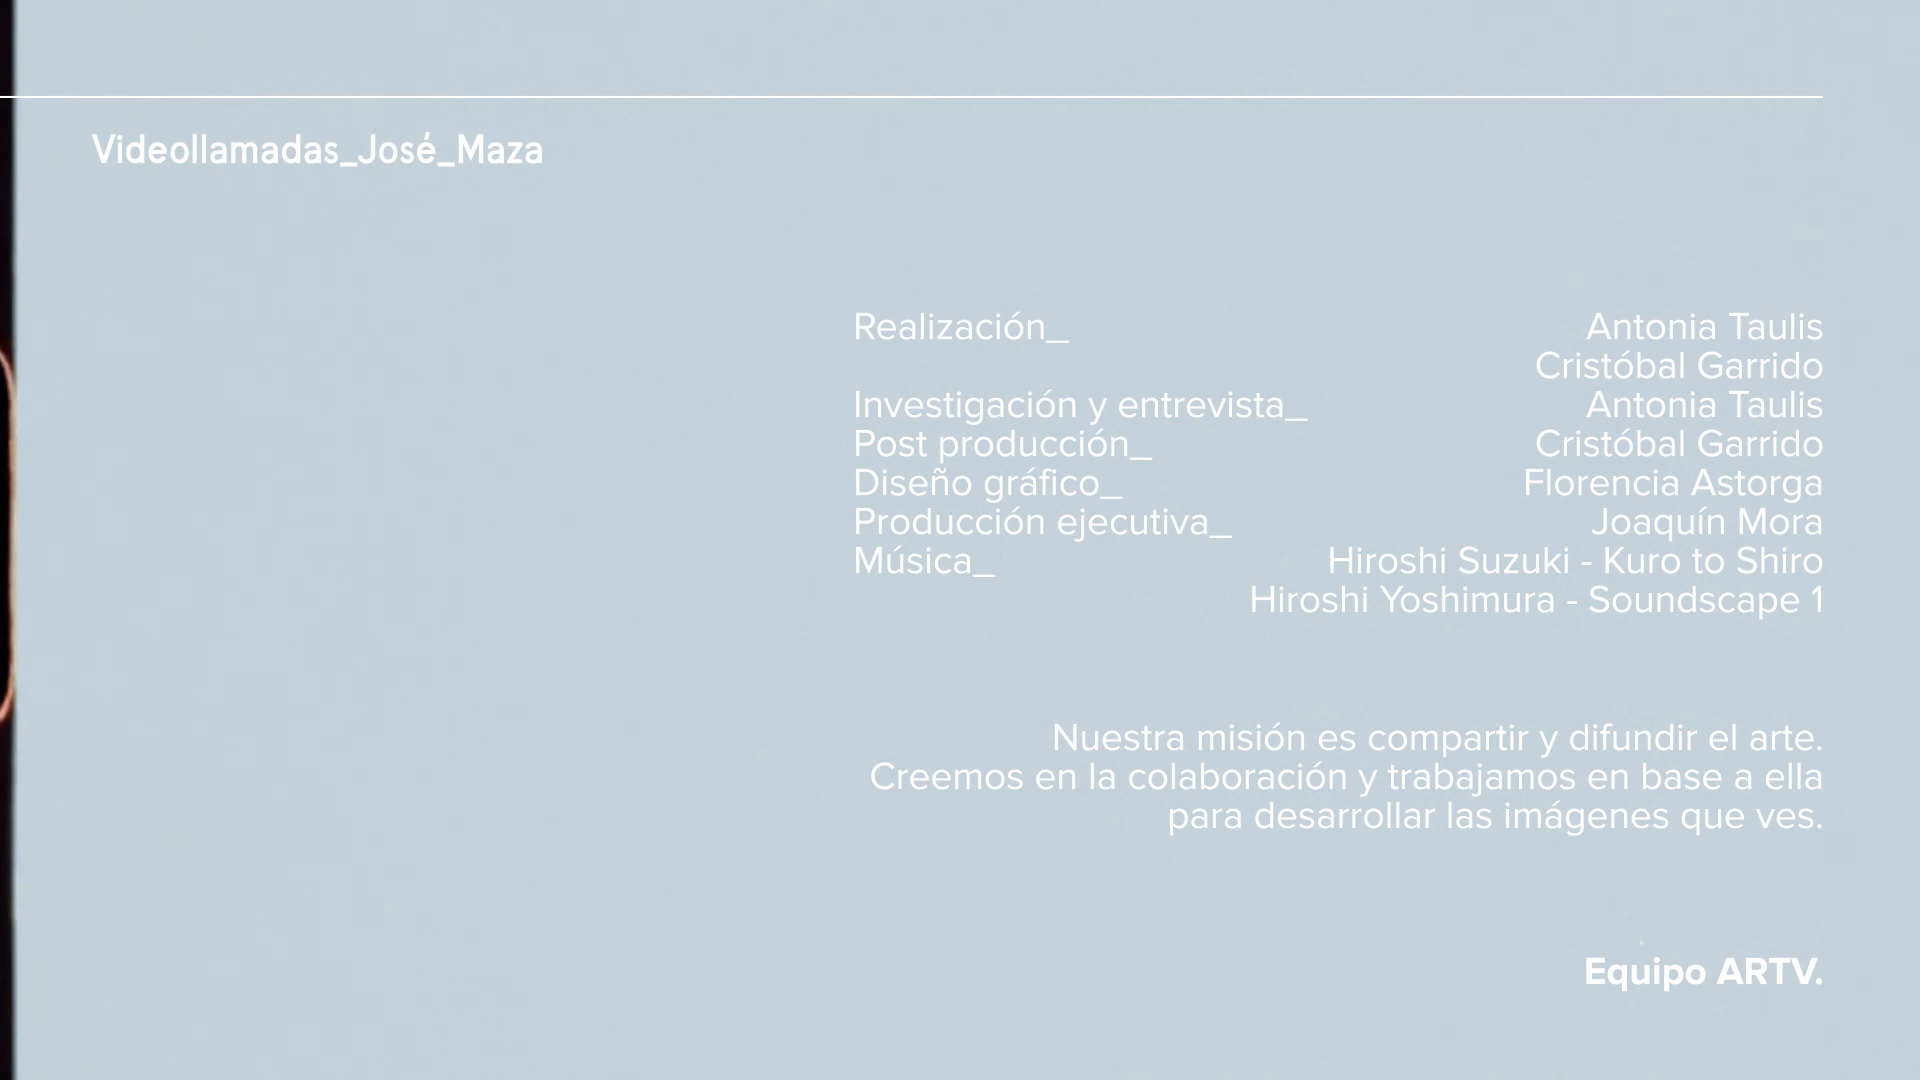 Videollamadas_José_Maza
Realización_ Antonia Taulis
Cristóbal Garrido
Investigación y entrevista_ Antonia Taulis
Post producción_ Cristóbal Garrido
Diseño gráfico_ Florencia Astorga
Producción ejecutiva_ Joaquín Mora
Música_ Hiroshi Suzuki - Kuro to Shiro
Hiroshi Yoshimura - Soundscape 1
Nuestra misión es compartir y difundir el arte.
Creemos en la colaboración y trabajamos en base a ella
para desarrollar las imágenes que ves.
Equipo ARTV.